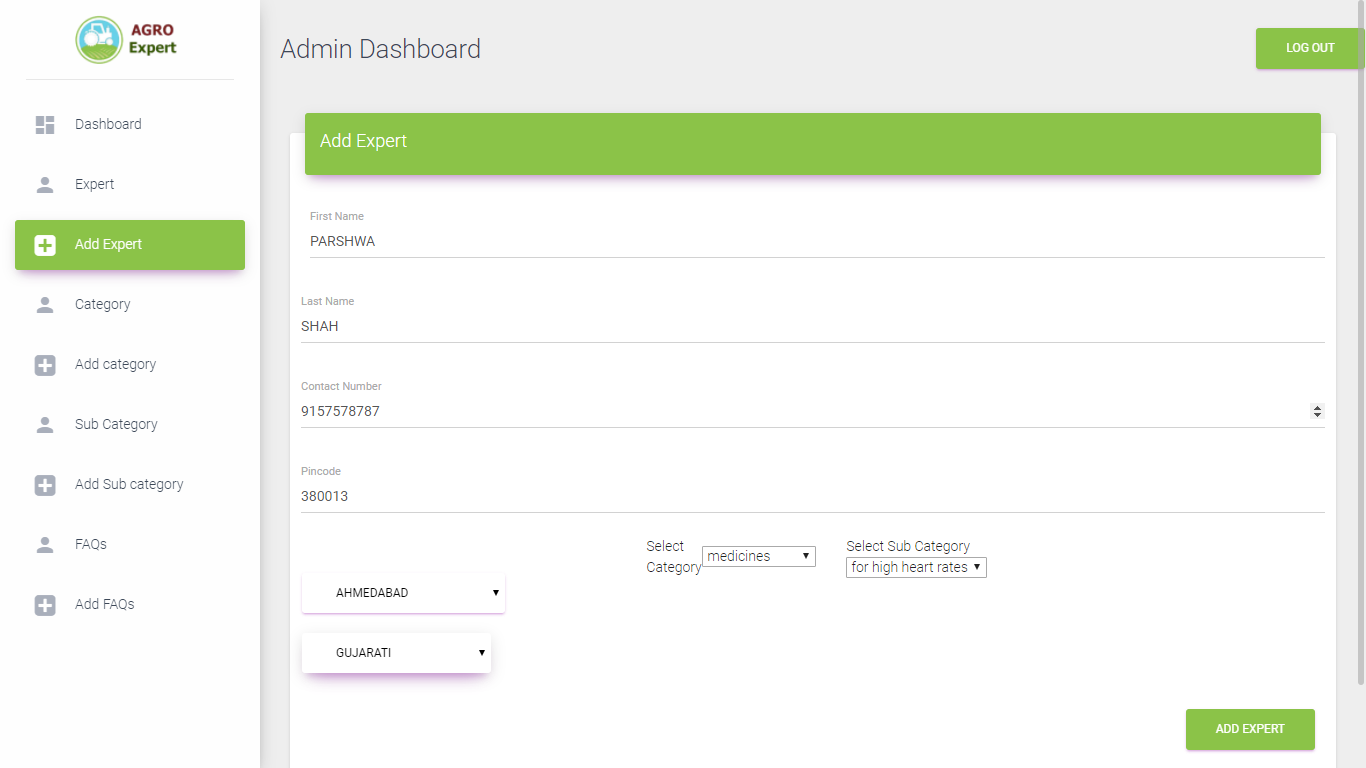 AGRO
Expert
Dashboard
Expert
Add Expert
Category
Add category
Sub Category
Add Sub category
FAQs
Add FAQs
Admin Dashboard
LOG OUT
Add Expert
First Name
PARSHWA
Last Name
SHAH
Contact Number
9157578787
Pincode
380013
Select
Category
medicines
Select Sub Category
for high heart rates
AHMEDABAD
GUJARATI
ADD EXPERT